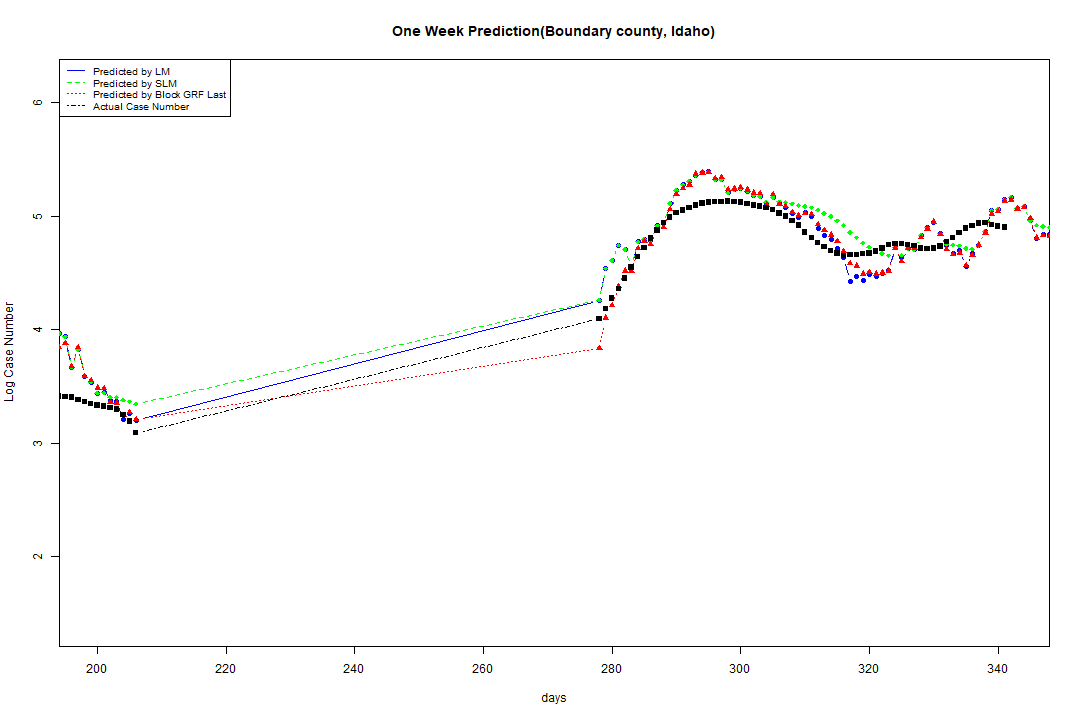 One Week Prediction(Boundary county, Idaho)
Predicted by LM
Predicted by SLM
Predicted by Block GRF Last
Actual Case Number
Log Case Number
6
5
4
3
2
200 220 240 260 280 300 320 340
days